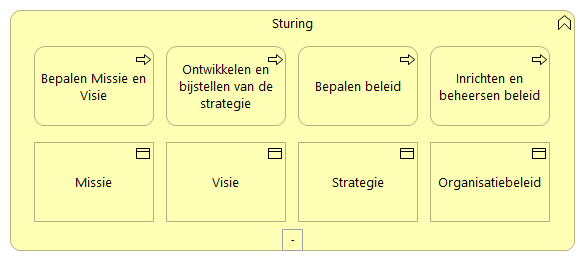 Sturing
Bepalen Missie en
Visie
Ontwikkelen en
bijstellen van de
strategie
Bepalen beleid
Inrichten en
beheersen beleid
Missie
Visie
Strategie
Organisatiebeleid
-